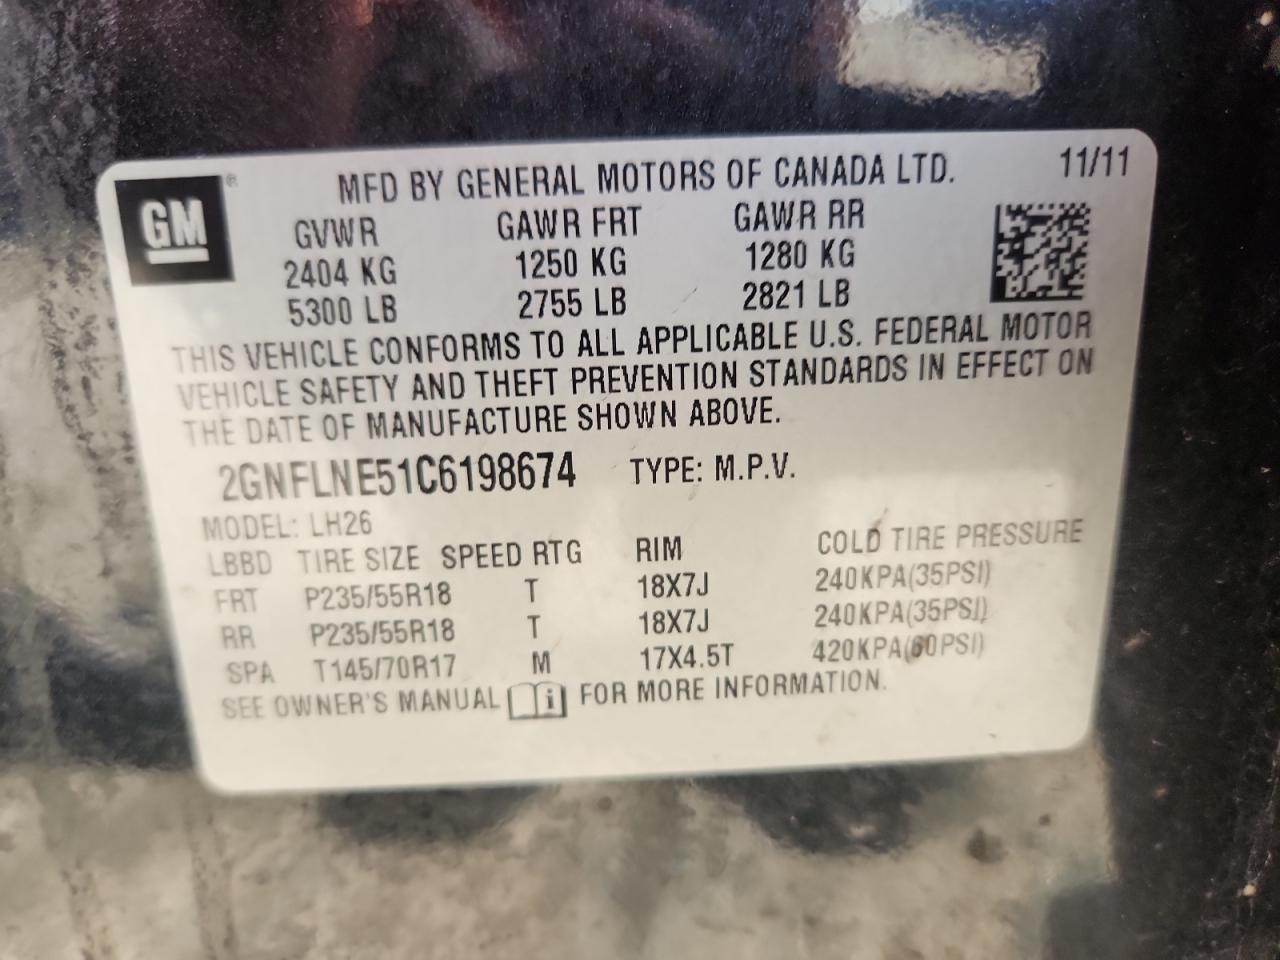 GM ® MFD BY GENERAL MOTORS OF CANADA LTD. 11/11
GVWR GAWR FRT GAWR RR
2404 KG 1250 KG 1280 KG
5300 LB 2755 LB 2821 LB
THIS VEHICLE CONFORMS TO ALL APPLICABLE U.S. FEDERAL MOTOR
VEHICLE SAFETY AND THEFT PREVENTION STANDARDS IN EFFECT ON
THE DATE OF MANUFACTURE SHOWN ABOVE.
2GNFLNE51C6198674 TYPE: M.P.V.
MODEL: LH26
LBBD TIRE SIZE SPEED RTG RIM COLD TIRE PRESSURE
FRT P235/55R18 T 18X7J 240KPA(35PSI)
RR P235/55R18 T 18X7J 240KPA(35PSI)
SPA T145/70R17 M 17X4.5T 420KPA(60PSI)
SEE OWNER'S MANUAL i FOR MORE INFORMATION.